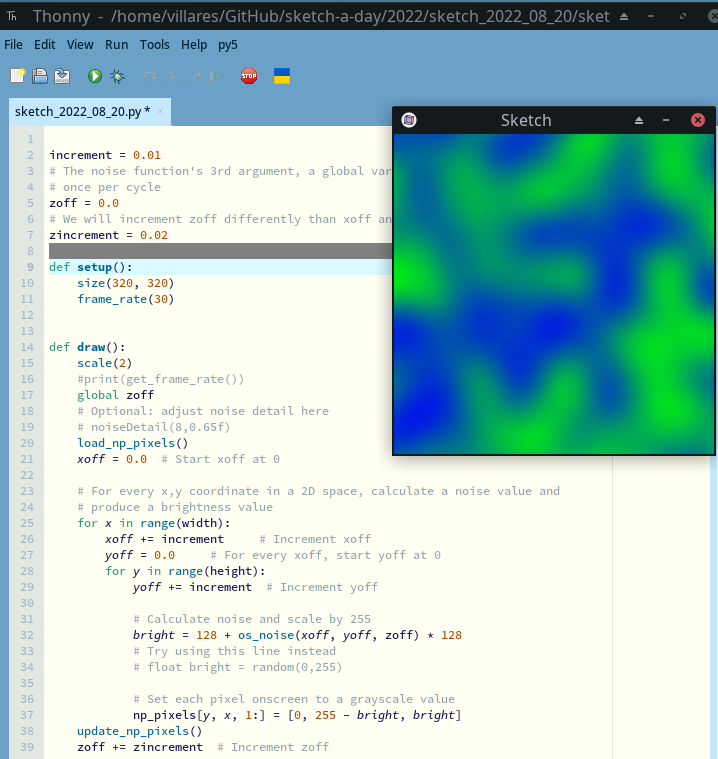 Thonny - /home/villares/GitHub/sketch-a-day/2022/sketch_2022_08_20/sket
File Edit View Run Tools Help py5
STOP
sketch_2022_08_20.py * ×
Sketch
1
2 increment = 0.01
3 # The noise function's 3rd argument, a global var
4 # once per cycle
5 zoff = 0.0
6 # We will increment zoff differently than xoff an
7 zincrement = 0.02
8
9 def setup():
10     size(320, 320)
11     frame_rate(30)
12
13
14 def draw():
15     scale(2)
16     #print(get_frame_rate())
17     global zoff
18     # Optional: adjust noise detail here
19     # noiseDetail(8,0.65f)
20     load_np_pixels()
21     xoff = 0.0  # Start xoff at 0
22
23     # For every x,y coordinate in a 2D space, calculate a noise value and
24     # produce a brightness value
25     for x in range(width):
26         xoff += increment     # Increment xoff
27         yoff = 0.0     # For every xoff, start yoff at 0
28         for y in range(height):
29             yoff += increment  # Increment yoff
30
31             # Calculate noise and scale by 255
32             bright = 128 + os_noise(xoff, yoff, zoff) * 128
33             # Try using this line instead
34             # float bright = random(0,255)
35
36             # Set each pixel onscreen to a grayscale value
37             np_pixels[y, x, 1:] = [0, 255 - bright, bright]
38     update_np_pixels()
39     zoff += zincrement  # Increment zoff